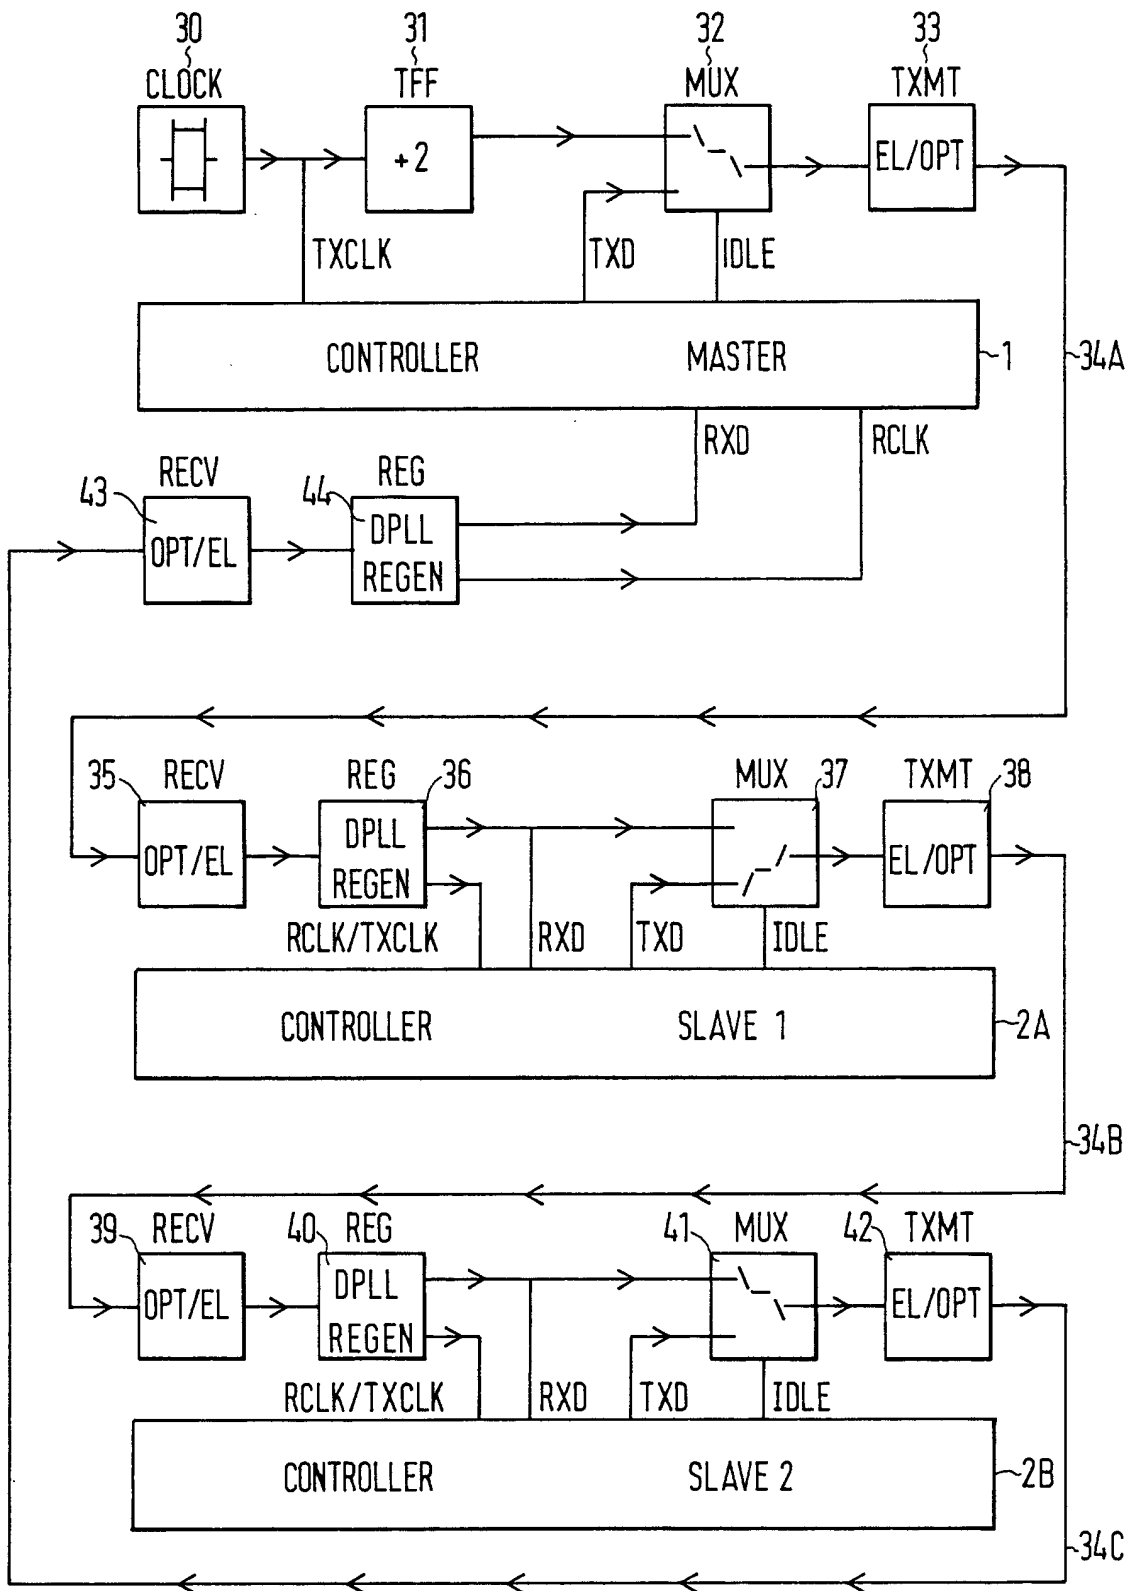 30 31 32 33
CLOCK TFF MUX TXMT
+2 EL/OPT
TXCLK TXD IDLE
CONTROLLER MASTER 1 34A
RXD RCLK
RECV REG
43 44 DPLL
OPT/EL REGEN
35 RECV REG 36 MUX 37 TXMT 38
DPLL
OPT/EL EL/OPT
REGEN
RCLK/TXCLK RXD TXD IDLE
CONTROLLER SLAVE 1 2A
34B
39 RECV 40 REG 41 MUX 42 TXMT
DPLL
OPT/EL EL/OPT
REGEN
RCLK/TXCLK RXD TXD IDLE
CONTROLLER SLAVE 2 2B
34C